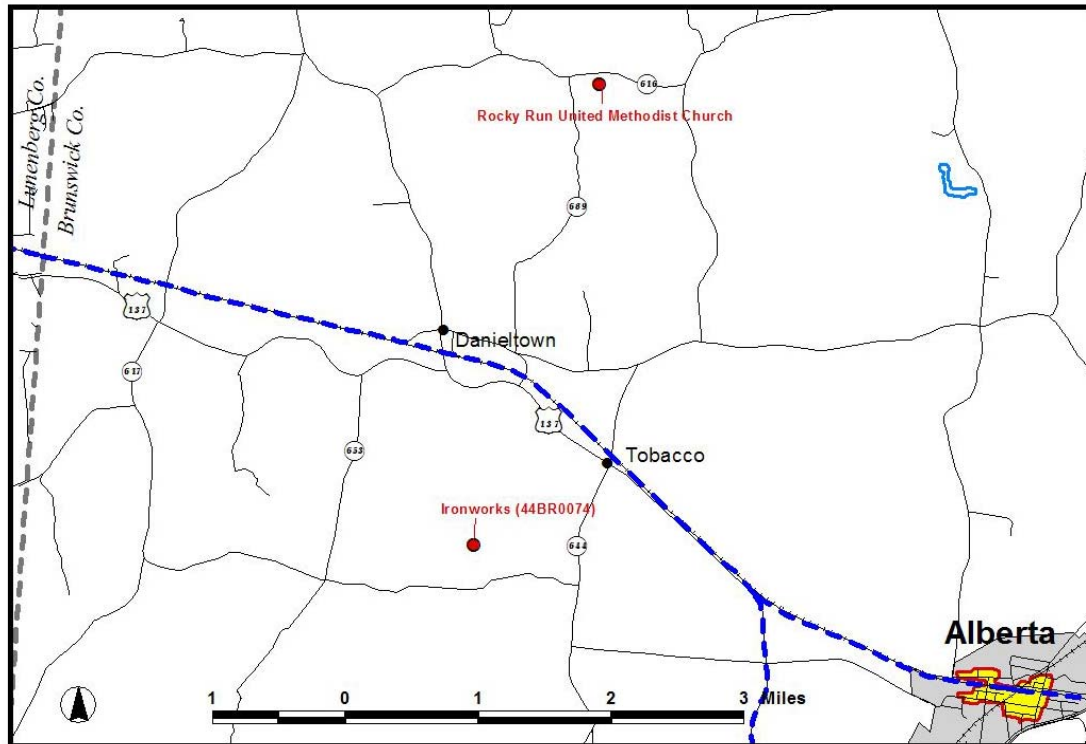 616
Rocky Run United Methodist Church
Lunenberg Co.
Brunswick Co.
689
137
Danieltown
617
137
653
Tobacco
Ironworks (44BR0074)
644
Alberta
1 0 1 2 3 Miles